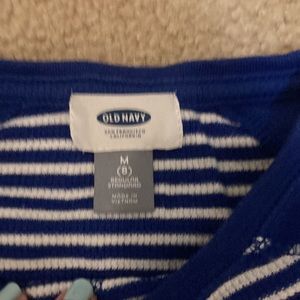 OLD NAVY
SAN FRANCISCO
CALIFORNIA
M
(8)
REGULAR
STANDARD
MADE IN
VIETNAM